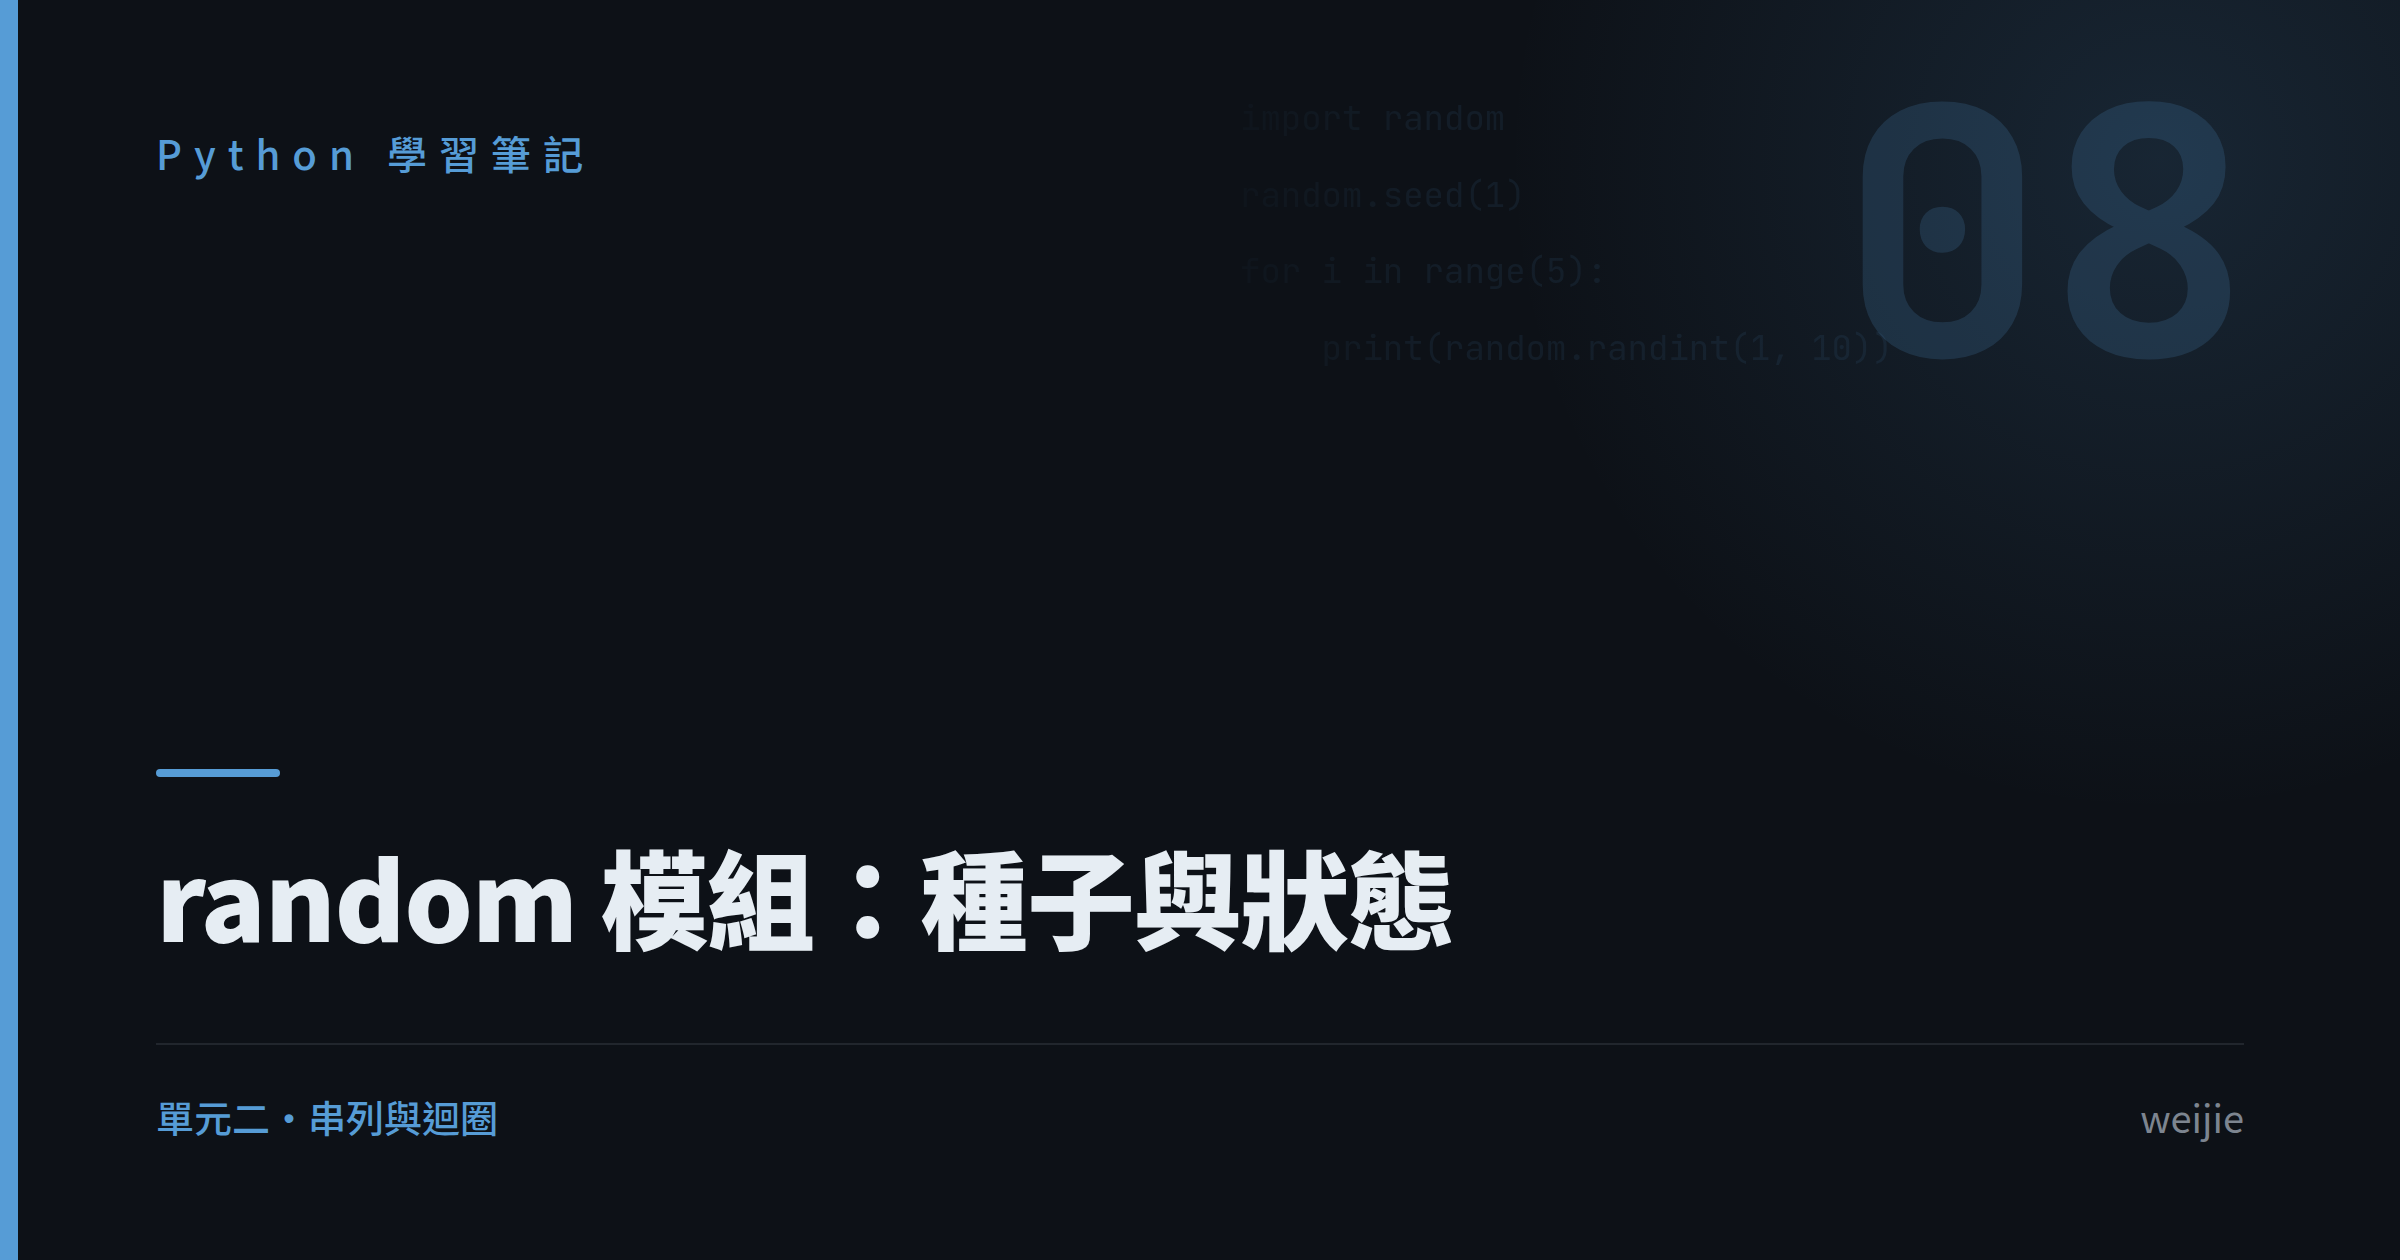 Python 學習筆記
08
import random
random.seed(1)
for i in range(5):
    print(random.randint(1, 10))
random 模組：種子與狀態
單元二・串列與迴圈
weijie